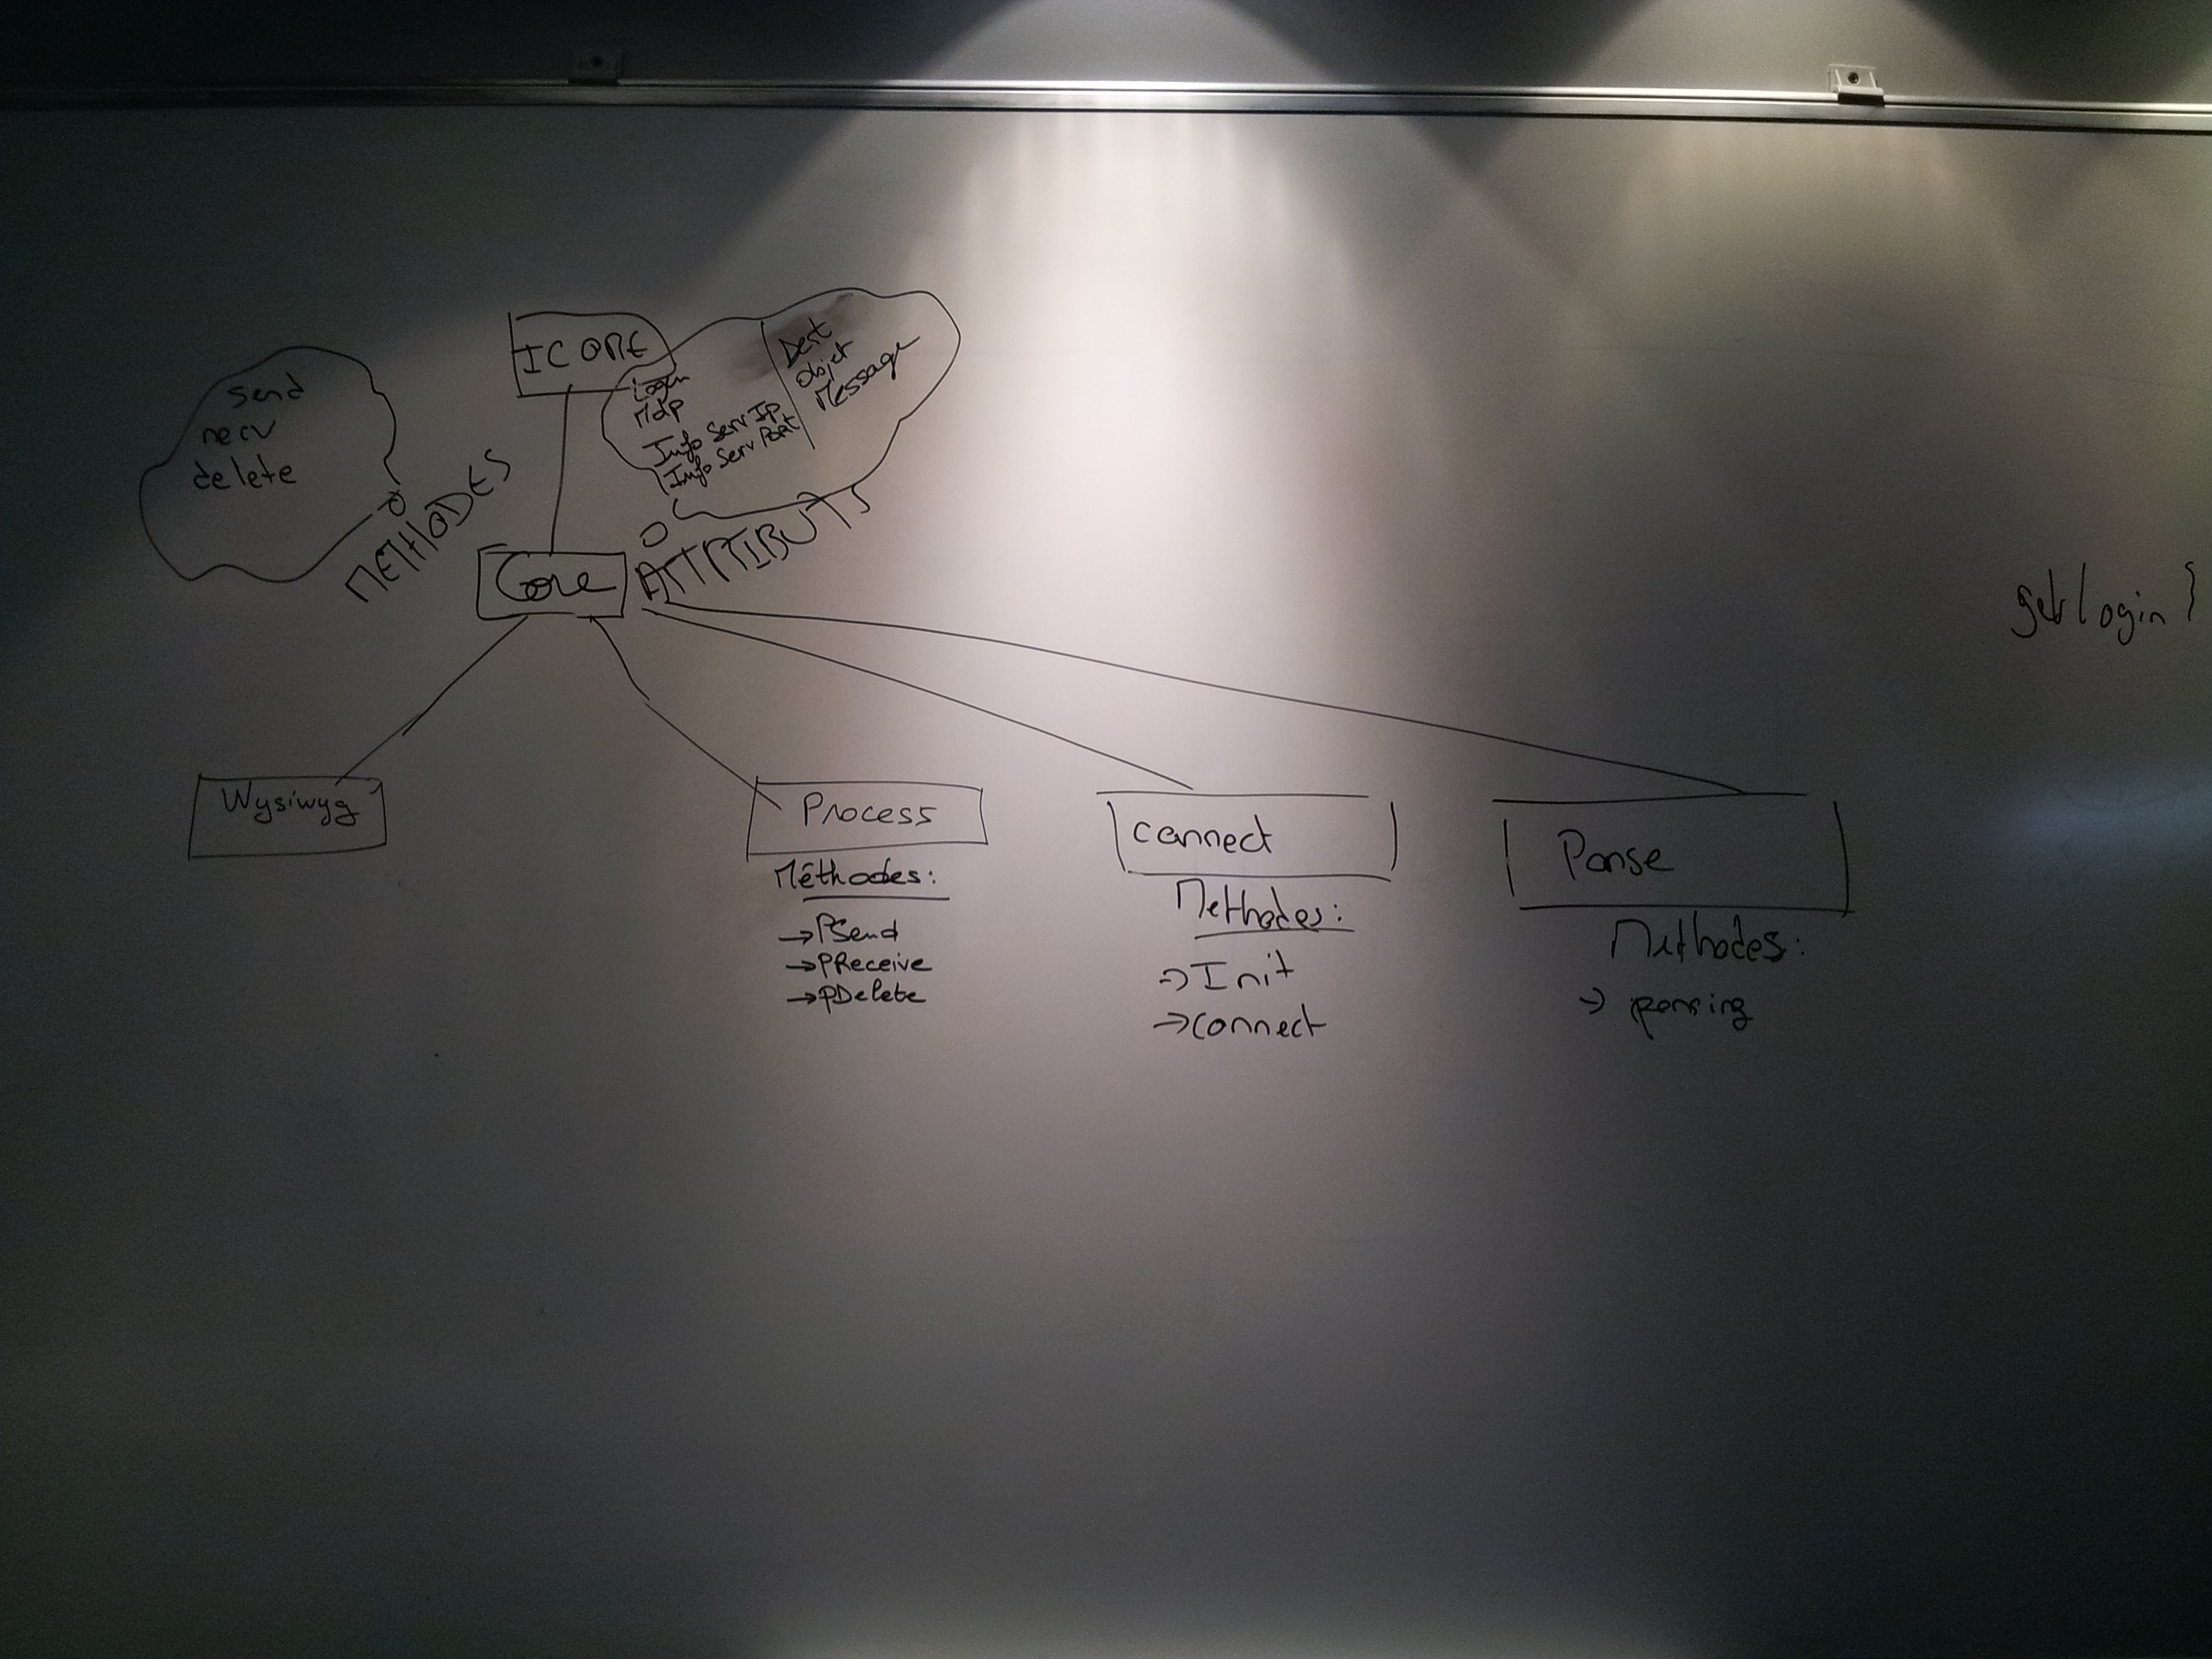 ICORE
send
recv
delete
METHODES
Login
Mdp
Info Serv Ip
Info Serv Port
Dest
Objet
Message
ATTRIBUTS
Core
getlogin }
Wysiwyg
Process
Méthodes:
→PSend
→PReceive
→PDelete
connect
Methodes:
→Init
→connect
Parse
Methodes:
→ parsing